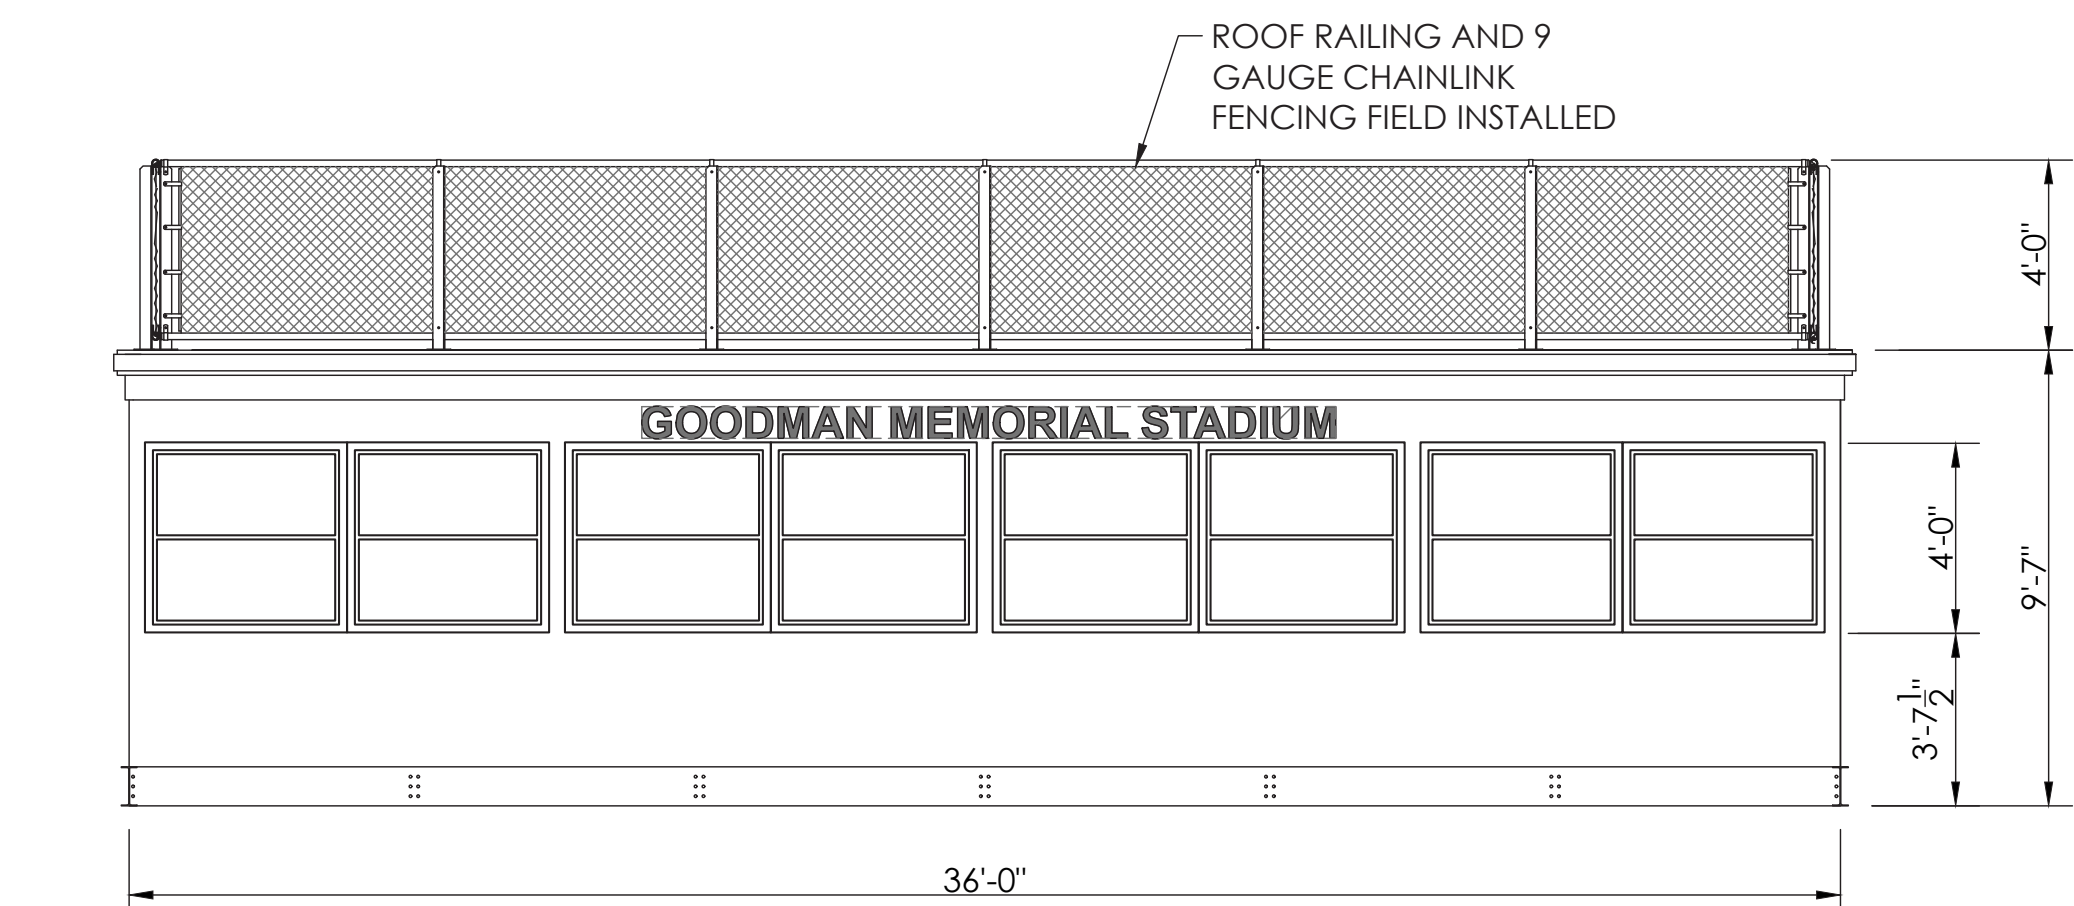 ROOF RAILING AND 9
GAUGE CHAINLINK
FENCING FIELD INSTALLED
4'-0"
GOODMAN MEMORIAL STADIUM
4'-0"
9'-7"
3'-7 1/2"
36'-0"